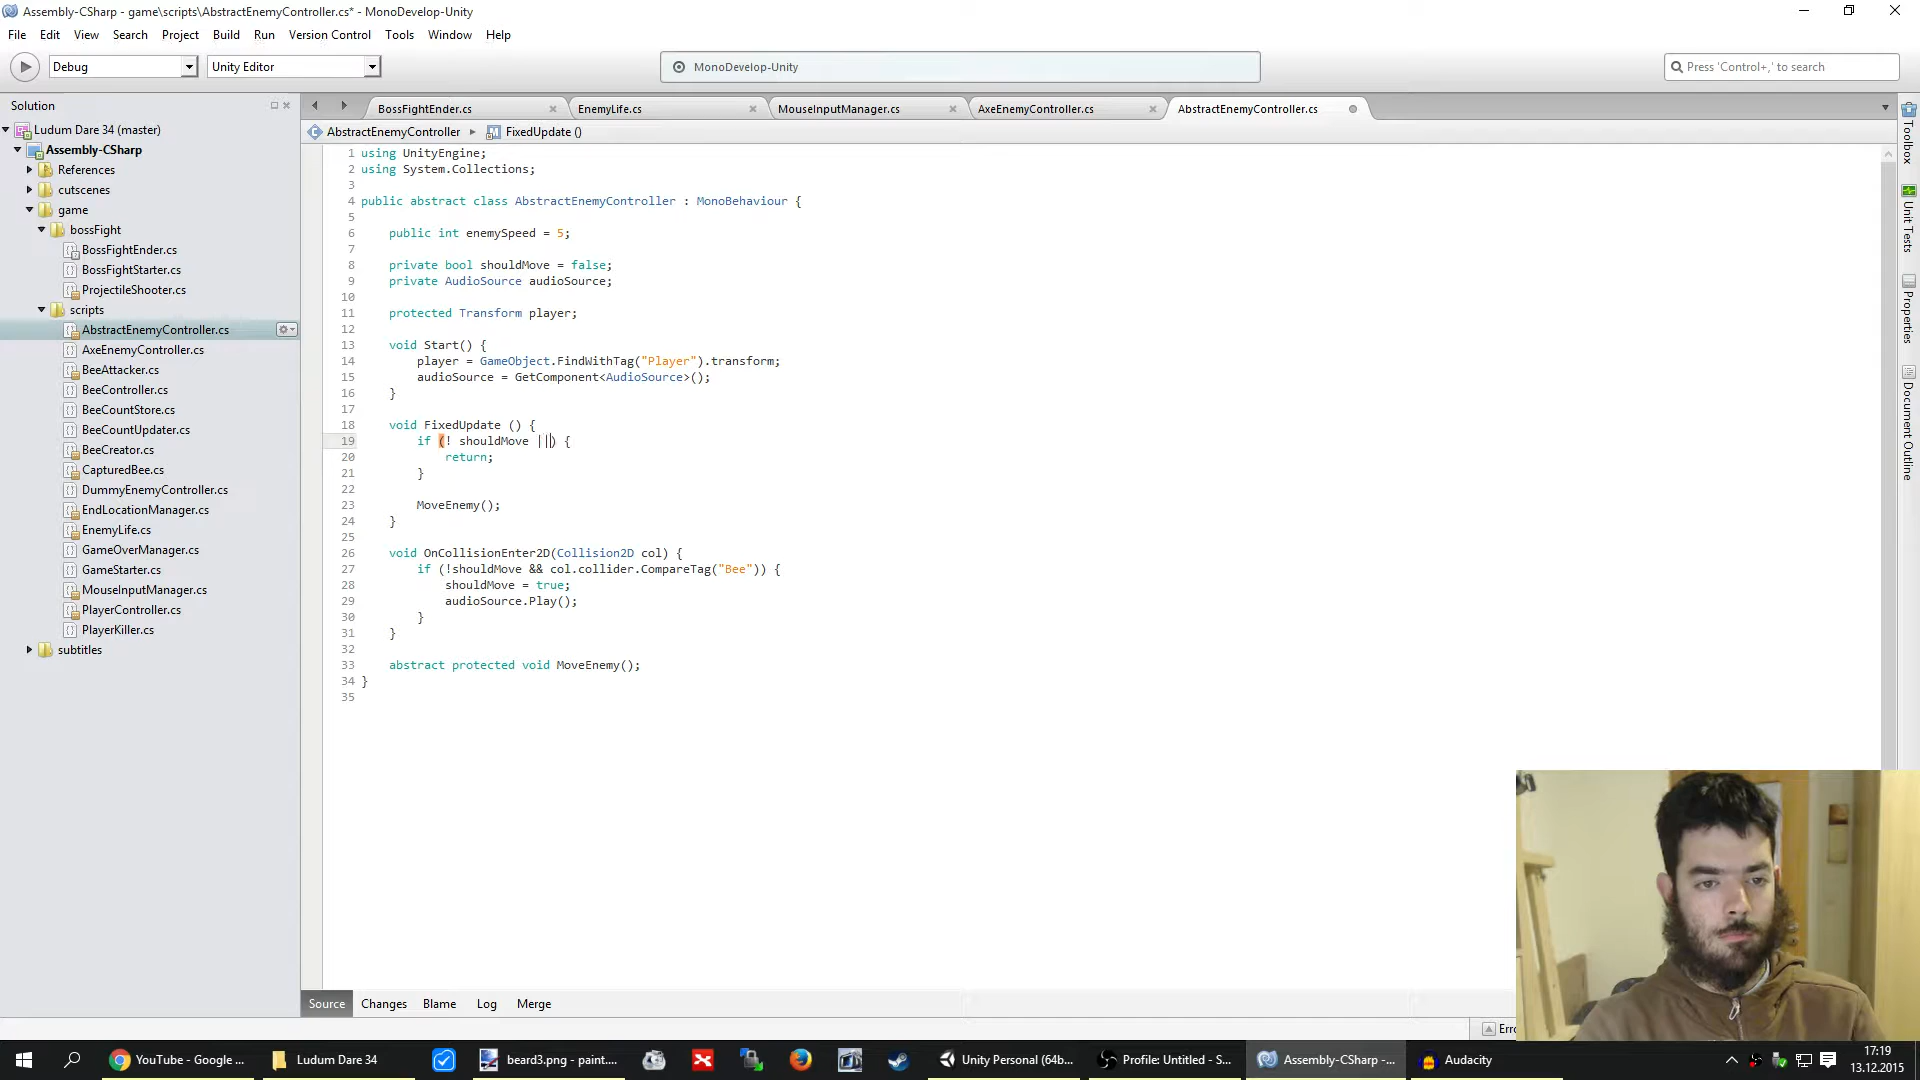 Assembly-CSharp - game\scripts\AbstractEnemyController.cs* - MonoDevelop-Unity
File Edit View Search Project Build Run Version Control Tools Window Help
Debug
Unity Editor
MonoDevelop-Unity
Press 'Control+,' to search
Solution
Ludum Dare 34 (master)
Assembly-CSharp
References
cutscenes
game
bossFight
BossFightEnder.cs
BossFightStarter.cs
ProjectileShooter.cs
scripts
AbstractEnemyController.cs
AxeEnemyController.cs
BeeAttacker.cs
BeeController.cs
BeeCountStore.cs
BeeCountUpdater.cs
BeeCreator.cs
CapturedBee.cs
DummyEnemyController.cs
EndLocationManager.cs
EnemyLife.cs
GameOverManager.cs
GameStarter.cs
MouseInputManager.cs
PlayerController.cs
PlayerKiller.cs
subtitles
BossFightEnder.cs
EnemyLife.cs
MouseInputManager.cs
AxeEnemyController.cs
AbstractEnemyController.cs
AbstractEnemyController FixedUpdate ()
1 using UnityEngine;
2 using System.Collections;
3
4 public abstract class AbstractEnemyController : MonoBehaviour {
5
6 public int enemySpeed = 5;
7
8 private bool shouldMove = false;
9 private AudioSource audioSource;
10
11 protected Transform player;
12
13 void Start() {
14 player = GameObject.FindWithTag("Player").transform;
15 audioSource = GetComponent<AudioSource>();
16 }
17
18 void FixedUpdate () {
19 if (! shouldMove ||) {
20 return;
21 }
22
23 MoveEnemy();
24 }
25
26 void OnCollisionEnter2D(Collision2D col) {
27 if (!shouldMove && col.collider.CompareTag("Bee")) {
28 shouldMove = true;
29 audioSource.Play();
30 }
31 }
32
33 abstract protected void MoveEnemy();
34 }
35
Toolbox
Unit Tests
Properties
Document Outline
Source Changes Blame Log Merge
Erro
YouTube - Google ...
Ludum Dare 34
beard3.png - paint....
Unity Personal (64b...
Profile: Untitled - S...
Assembly-CSharp -...
Audacity
17:19
13.12.2015